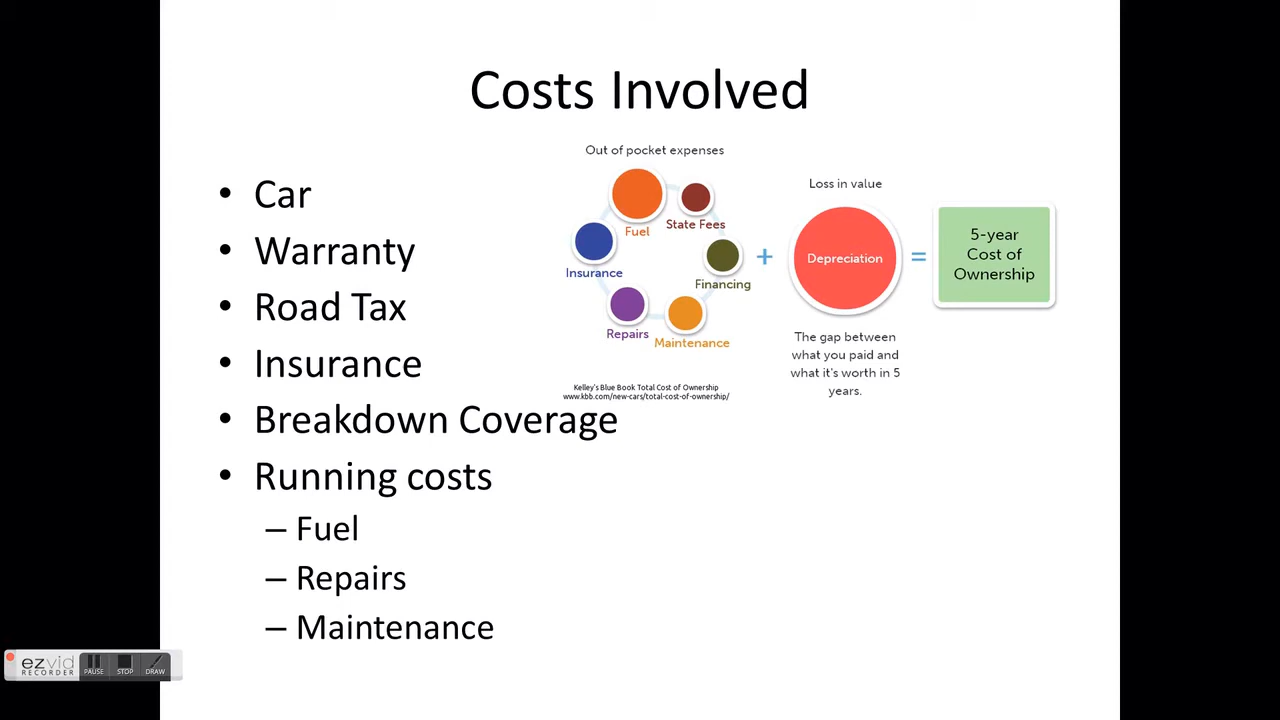 Costs Involved
• Car
• Warranty
• Road Tax
• Insurance
• Breakdown Coverage
• Running costs
– Fuel
– Repairs
– Maintenance
Out of pocket expenses
Fuel
State Fees
Insurance
Financing
Repairs
Maintenance
Kelley's Blue Book Total Cost of Ownership
www.kbb.com/new-cars/total-cost-of-ownership/
+
Loss in value
Depreciation
The gap between
what you paid and
what it's worth in 5
years.
=
5-year
Cost of
Ownership
ezvid
RECORDER
PAUSE
STOP
DRAW